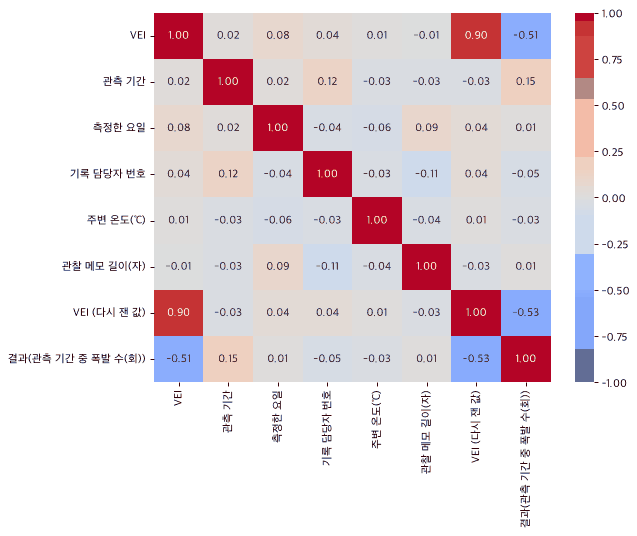 VEI 1.00 0.02 0.08 0.04 0.01 -0.01 0.90 -0.51
관측 기간 0.02 1.00 0.02 0.12 -0.03 -0.03 -0.03 0.15
측정한 요일 0.08 0.02 1.00 -0.04 -0.06 0.09 0.04 0.01
기록 담당자 번호 0.04 0.12 -0.04 1.00 -0.03 -0.11 0.04 -0.05
주변 온도(℃) 0.01 -0.03 -0.06 -0.03 1.00 -0.04 0.01 -0.03
관찰 메모 길이(자) -0.01 -0.03 0.09 -0.11 -0.04 1.00 -0.03 0.01
VEI (다시 잰 값) 0.90 -0.03 0.04 0.04 0.01 -0.03 1.00 -0.53
결과(관측 기간 중 폭발 수(회)) -0.51 0.15 0.01 -0.05 -0.03 0.01 -0.53 1.00
VEI
관측 기간
측정한 요일
기록 담당자 번호
주변 온도(℃)
관찰 메모 길이(자)
VEI (다시 잰 값)
결과(관측 기간 중 폭발 수(회))
1.00
0.75
0.50
0.25
0.00
-0.25
-0.50
-0.75
-1.00